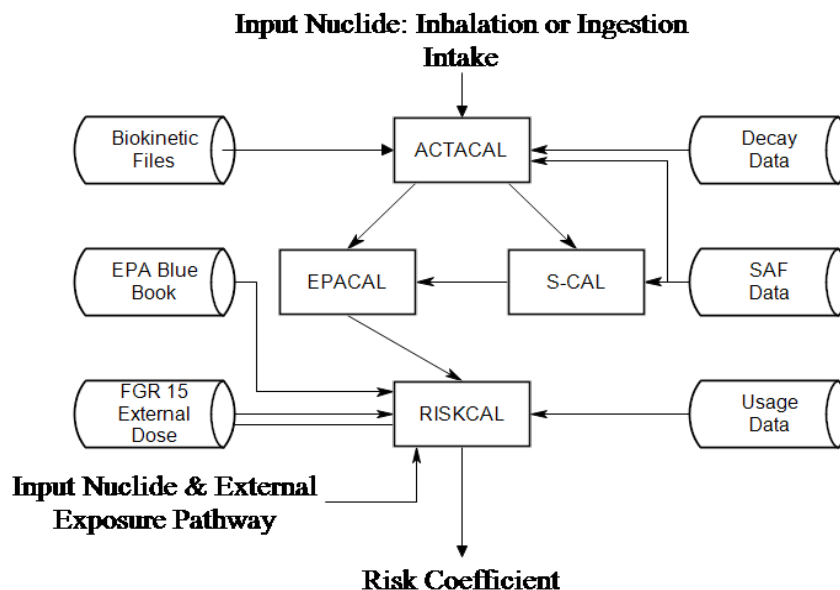 Input Nuclide: Inhalation or Ingestion
Intake
Biokinetic
Files
ACTACAL
Decay
Data
EPA Blue
Book
EPACAL
S-CAL
SAF
Data
FGR 15
External
Dose
RISKCAL
Usage
Data
Input Nuclide & External
Exposure Pathway
Risk Coefficient